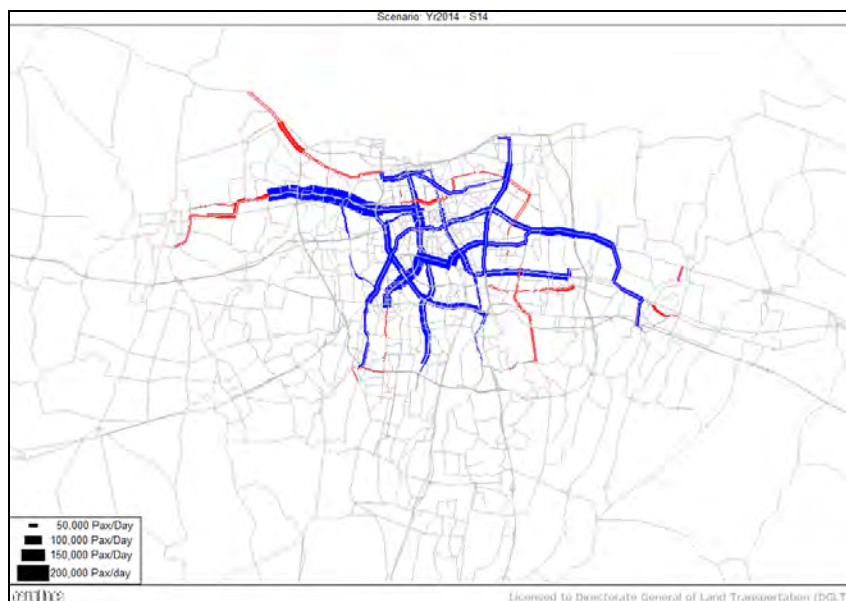 Scenario: Yr2014 - S14
50,000 Pax/Day
100,000 Pax/Day
150,000 Pax/Day
200,000 Pax/day
Licensed to Directorate General of Land Transportation (DGLT